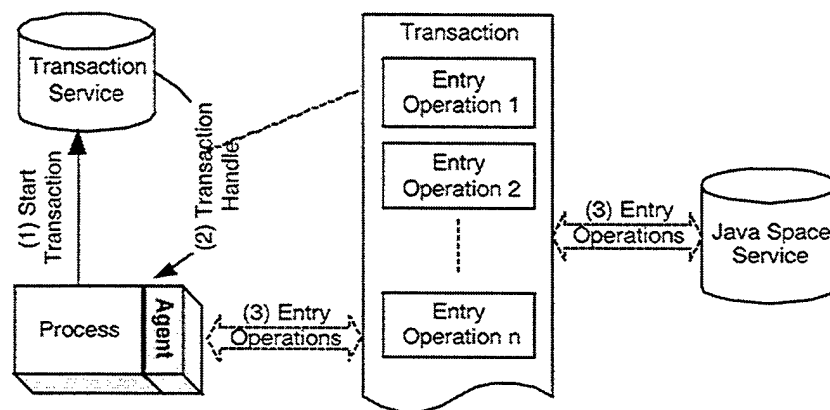 Transaction
Service
(1) Start
Transaction
(2) Transaction
Handle
Process
Agent
(3) Entry
Operations
Transaction
Entry
Operation 1
Entry
Operation 2
Entry
Operation n
(3) Entry
Operations
Java Space
Service